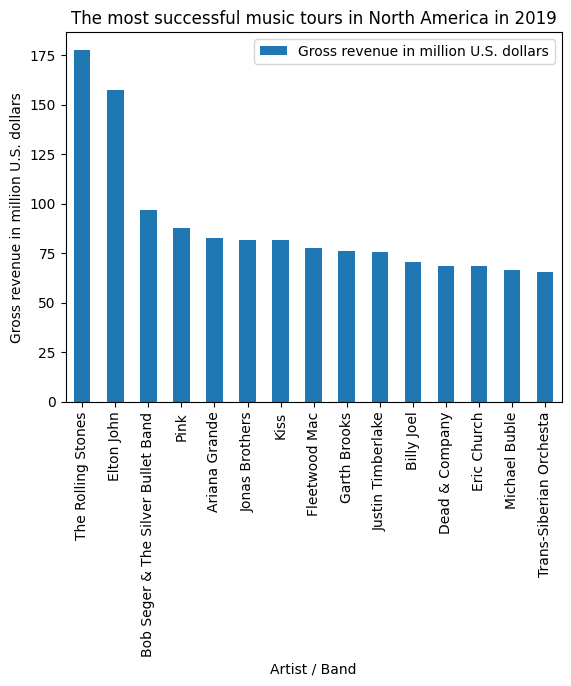 The most successful music tours in North America in 2019
Gross revenue in million U.S. dollars
Gross revenue in million U.S. dollars
175
150
125
100
75
50
25
0
The Rolling Stones
Elton John
Bob Seger & The Silver Bullet Band
Pink
Ariana Grande
Jonas Brothers
Kiss
Fleetwood Mac
Garth Brooks
Justin Timberlake
Billy Joel
Dead & Company
Eric Church
Michael Buble
Trans-Siberian Orchesta
Artist / Band